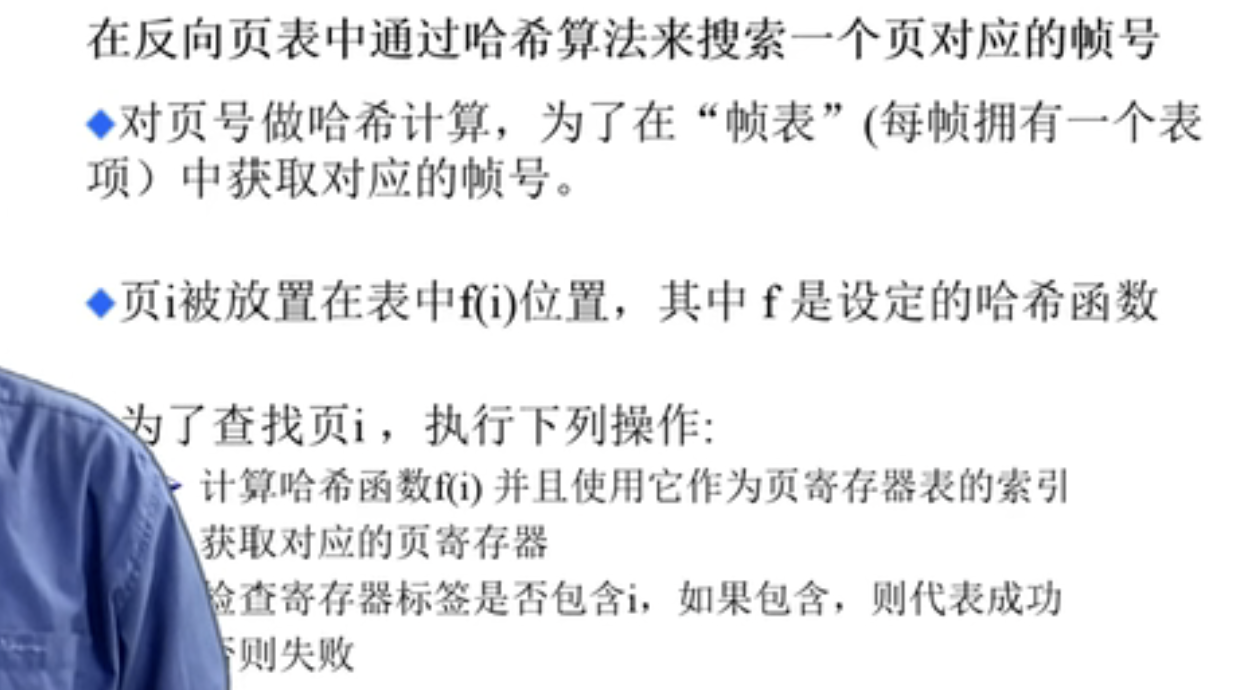 在反向页表中通过哈希算法来搜索一个页对应的帧号
◆对页号做哈希计算，为了在“帧表”(每帧拥有一个表
项）中获取对应的帧号。
◆页i被放置在表中f(i)位置，其中 f 是设定的哈希函数
为了查找页i ，执行下列操作:
计算哈希函数f(i) 并且使用它作为页寄存器表的索引
获取对应的页寄存器
检查寄存器标签是否包含i，如果包含，则代表成功
否则失败